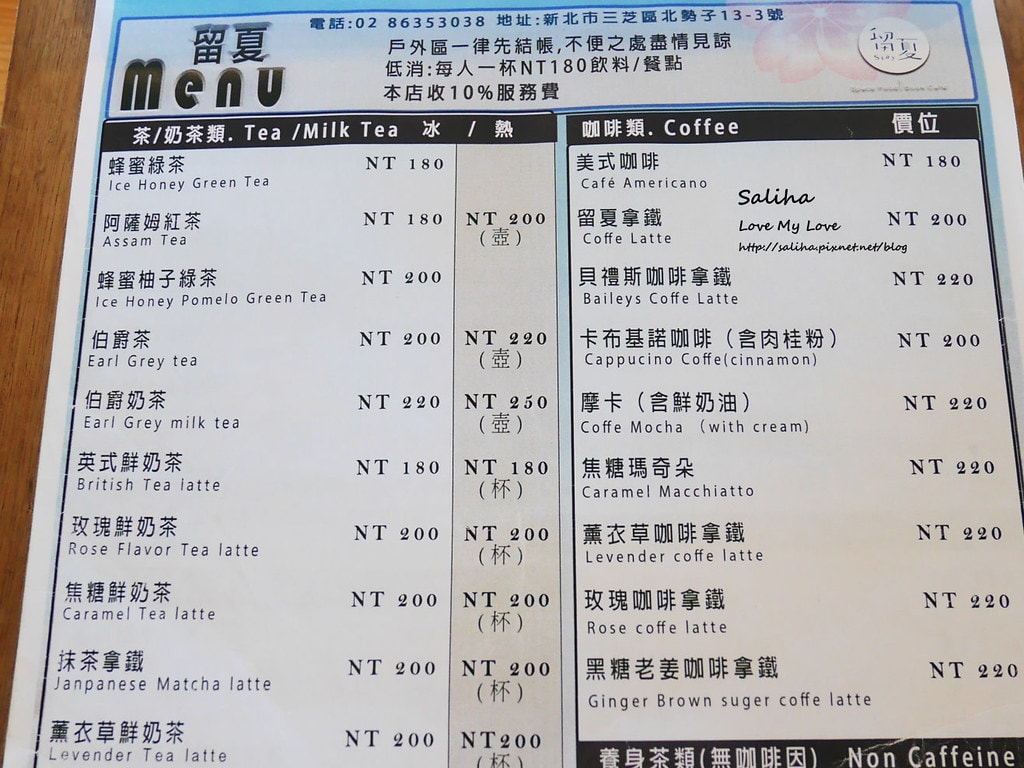 電話:02 86353038 地址:新北市三芝區北勢子13-3號
留夏
Menu
戶外區一律先結帳,不便之處盡情見諒
低消:每人一杯NT180飲料/餐點
本店收10%服務費
留夏
Stay
茶/奶茶類. Tea /Milk Tea 冰 / 熱
蜂蜜綠茶 NT 180
Ice Honey Green Tea
阿薩姆紅茶 NT 180 NT 200
Assam Tea (壺)
蜂蜜柚子綠茶 NT 200
Ice Honey Pomelo Green Tea
伯爵茶 NT 200 NT 220
Earl Grey tea (壺)
伯爵奶茶 NT 220 NT 250
Earl Grey milk tea (壺)
英式鮮奶茶 NT 180 NT 180
British Tea latte (杯)
玫瑰鮮奶茶 NT 200 NT 200
Rose Flavor Tea latte (杯)
焦糖鮮奶茶 NT 200 NT 200
Caramel Tea latte (杯)
抹茶拿鐵 NT 200 NT 200
Janpanese Matcha latte (杯)
薰衣草鮮奶茶 NT 200 NT200
Levender Tea latte (杯)
咖啡類. Coffee 價位
美式咖啡 NT 180
Café Americano
留夏拿鐵 NT 200
Coffe Latte
貝禮斯咖啡拿鐵 NT 220
Baileys Coffe Latte
卡布基諾咖啡（含肉桂粉） NT 200
Cappucino Coffe(cinnamon)
摩卡（含鮮奶油） NT 220
Coffe Mocha （with cream)
焦糖瑪奇朵 NT 220
Caramel Macchiatto
薰衣草咖啡拿鐵 NT 220
Levender coffe latte
玫瑰咖啡拿鐵 NT 220
Rose coffe latte
黑糖老姜咖啡拿鐵 NT 220
Ginger Brown suger coffe latte
養身茶類(無咖啡因) Non Caffeine
Saliha
Love My Love
http://saliha.pixnet.net/blog